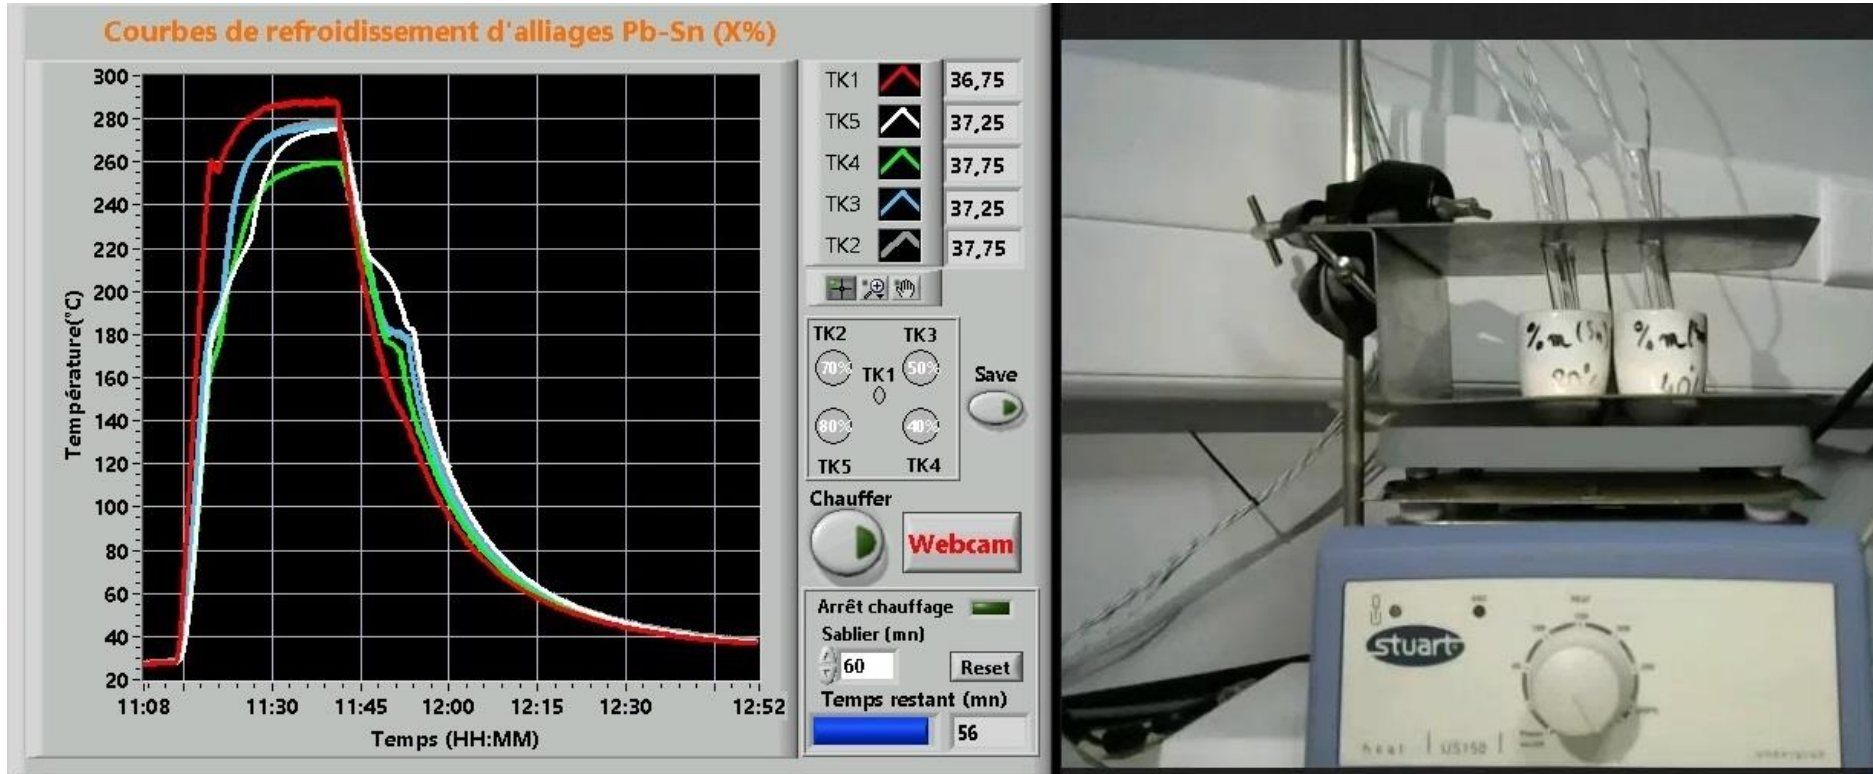 Courbes de refroidissement d'alliages Pb-Sn (X%)
Température(°C)
300
280
260
240
220
200
180
160
140
120
100
80
60
40
20
11:08
11:30
11:45
12:00
12:15
12:30
12:52
Temps (HH:MM)
TK1 36,75
TK5 37,25
TK4 37,75
TK3 37,25
TK2 37,75
TK2 TK3
70% TK1 50%
80% 40%
TK5 TK4
Save
Chauffer
Webcam
Arrêt chauffage
Sablier (mn)
60 Reset
Temps restant (mn)
56
%m(Sn) %m
40%
stuart
heat US150